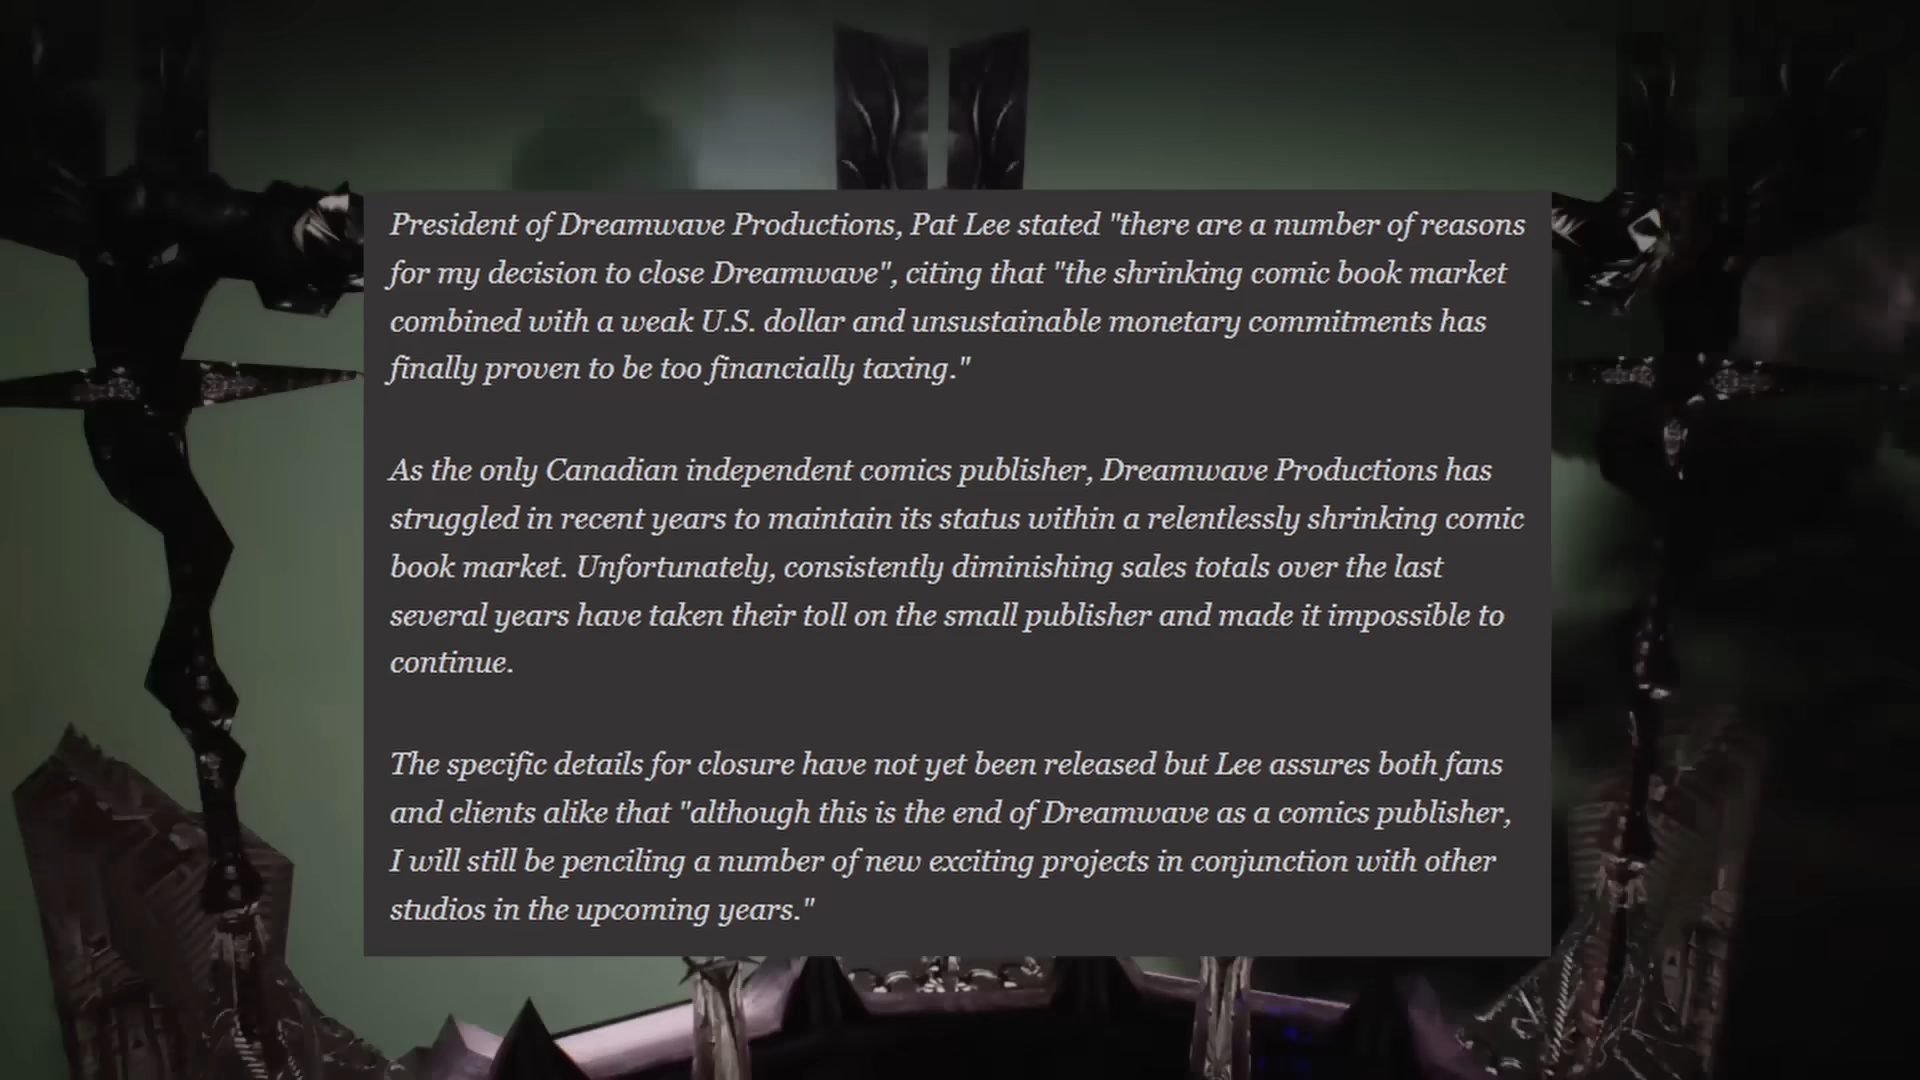 President of Dreamwave Productions, Pat Lee stated "there are a number of reasons
for my decision to close Dreamwave", citing that "the shrinking comic book market
combined with a weak U.S. dollar and unsustainable monetary commitments has
finally proven to be too financially taxing."
As the only Canadian independent comics publisher, Dreamwave Productions has
struggled in recent years to maintain its status within a relentlessly shrinking comic
book market. Unfortunately, consistently diminishing sales totals over the last
several years have taken their toll on the small publisher and made it impossible to
continue.
The specific details for closure have not yet been released but Lee assures both fans
and clients alike that "although this is the end of Dreamwave as a comics publisher,
I will still be penciling a number of new exciting projects in conjunction with other
studios in the upcoming years."